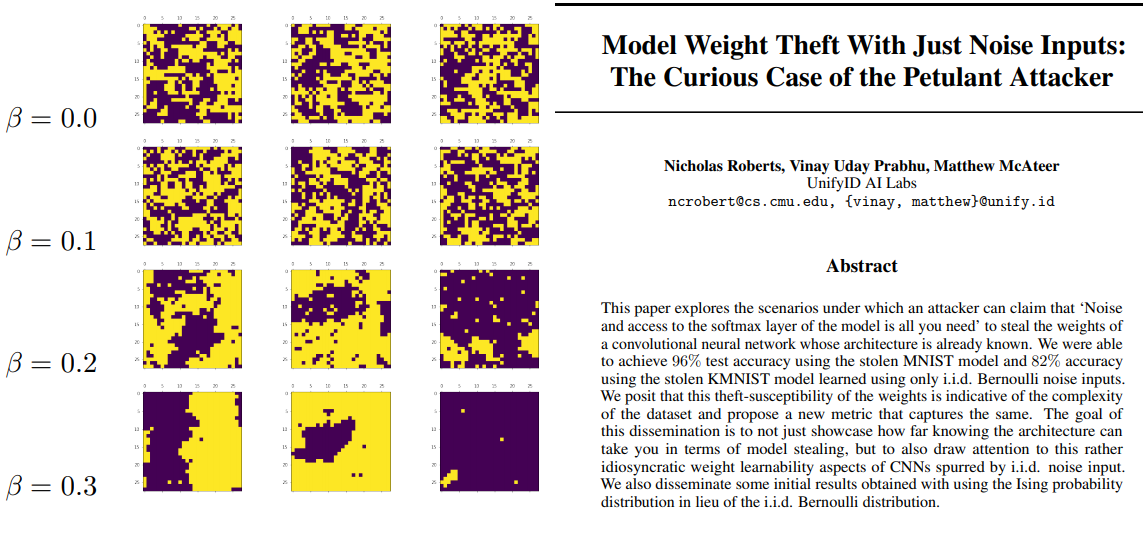 β = 0.0
β = 0.1
β = 0.2
β = 0.3
Model Weight Theft With Just Noise Inputs:
The Curious Case of the Petulant Attacker
Nicholas Roberts, Vinay Uday Prabhu, Matthew McAteer
UnifyID AI Labs
ncrobert@cs.cmu.edu, {vinay, matthew}@unify.id
Abstract
This paper explores the scenarios under which an attacker can claim that ‘Noise
and access to the softmax layer of the model is all you need’ to steal the weights of
a convolutional neural network whose architecture is already known. We were able
to achieve 96% test accuracy using the stolen MNIST model and 82% accuracy
using the stolen KMNIST model learned using only i.i.d. Bernoulli noise inputs.
We posit that this theft-susceptibility of the weights is indicative of the complexity
of the dataset and propose a new metric that captures the same. The goal of
this dissemination is to not just showcase how far knowing the architecture can
take you in terms of model stealing, but to also draw attention to this rather
idiosyncratic weight learnability aspects of CNNs spurred by i.i.d. noise input.
We also disseminate some initial results obtained with using the Ising probability
distribution in lieu of the i.i.d. Bernoulli distribution.